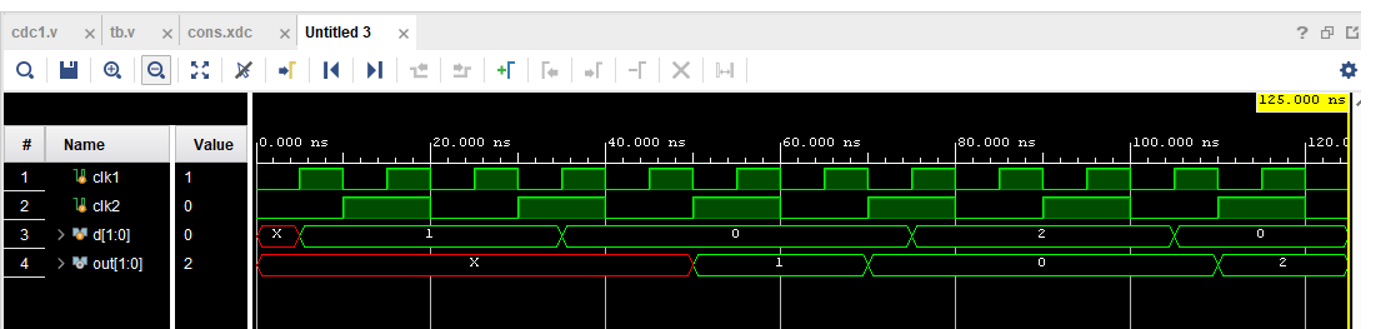 cdc1.v × tb.v × cons.xdc × Untitled 3 ×
?
125.000 ns
# Name Value
0.000 ns 20.000 ns 40.000 ns 60.000 ns 80.000 ns 100.000 ns 120.0
1 clk1 1
2 clk2 0
3 > d[1:0] 0 X 1 0 2 0
4 > out[1:0] 2 X 1 0 2